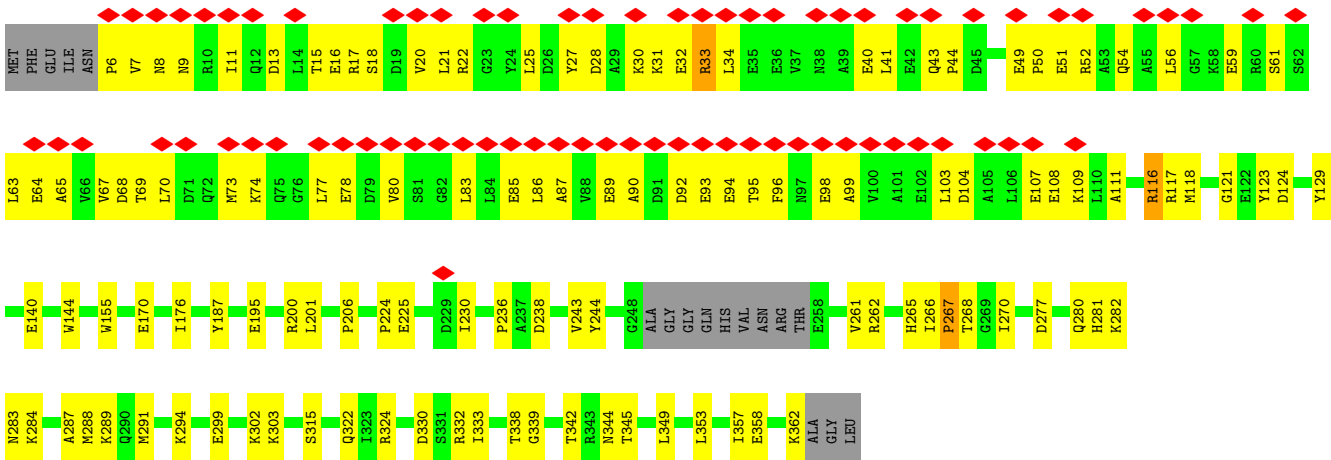 MET PHE GLU ILE ASN P6 V7 N8 N9 R10 I11 Q12 D13 L14 T15 E16 R17 S18 D19 V20 L21 R22 G23 Y24 L25 D26 Y27 D28 A29 K30 K31 E32 R33 L34 E35 E36 V37 N38 A39 E40 L41 E42 Q43 P44 D45 E49 P50 E51 R52 A53 Q54 A55 L56 G57 K58 E59 R60 S61 S62
L63 E64 A65 V66 V67 D68 T69 L70 D71 Q72 M73 K74 Q75 G76 L77 E78 D79 V80 S81 G82 L83 L84 E85 L86 A87 V88 E89 A90 D91 D92 E93 E94 T95 F96 N97 E98 A99 V100 A101 E102 L103 D104 A105 L106 E107 E108 K109 L110 A111 R116 R117 M118 G121 E122 Y123 D124 Y129
E140 W144 W155 E170 I176 Y187 E195 R200 L201 P206 P224 E225 D229 I230 P236 A237 D238 V243 Y244 G248 ALA GLY GLY GLN HIS VAL ASN ARG THR E258 V261 R262 H265 I266 P267 T268 G269 I270 D277 Q280 H281 K282
N283 K284 A287 M288 K289 Q290 M291 K294 E299 K302 K303 S315 Q322 I323 R324 D330 S331 R332 I333 T338 G339 T342 R343 N344 T345 L349 L353 I357 E358 K362 ALA GLY LEU